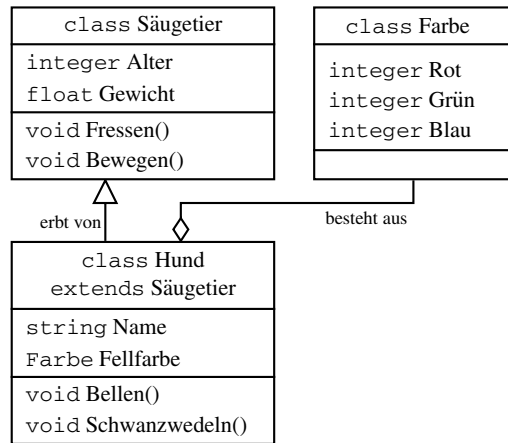 class Säugetier
integer Alter
float Gewicht
void Fressen()
void Bewegen()
class Farbe
integer Rot
integer Grün
integer Blau
erbt von
besteht aus
class Hund
extends Säugetier
string Name
Farbe Fellfarbe
void Bellen()
void Schwanzwedeln()